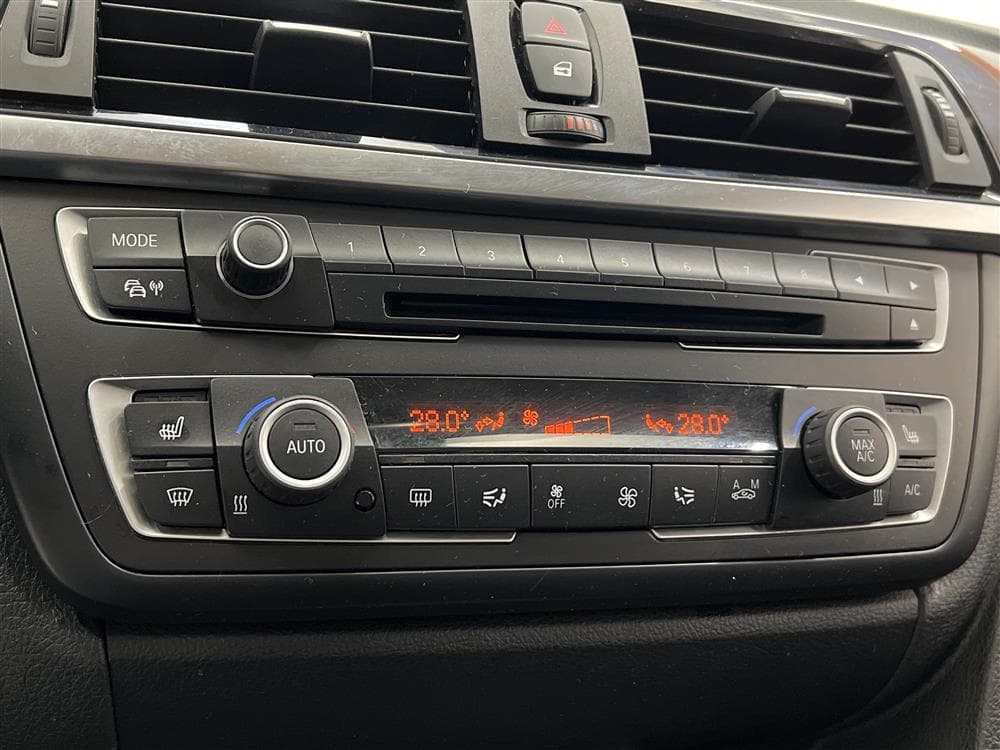 MODE
1 2 3 4 5 6 7 8
28.0° 28.0°
AUTO
MAX
A/C
OFF
A M
A/C